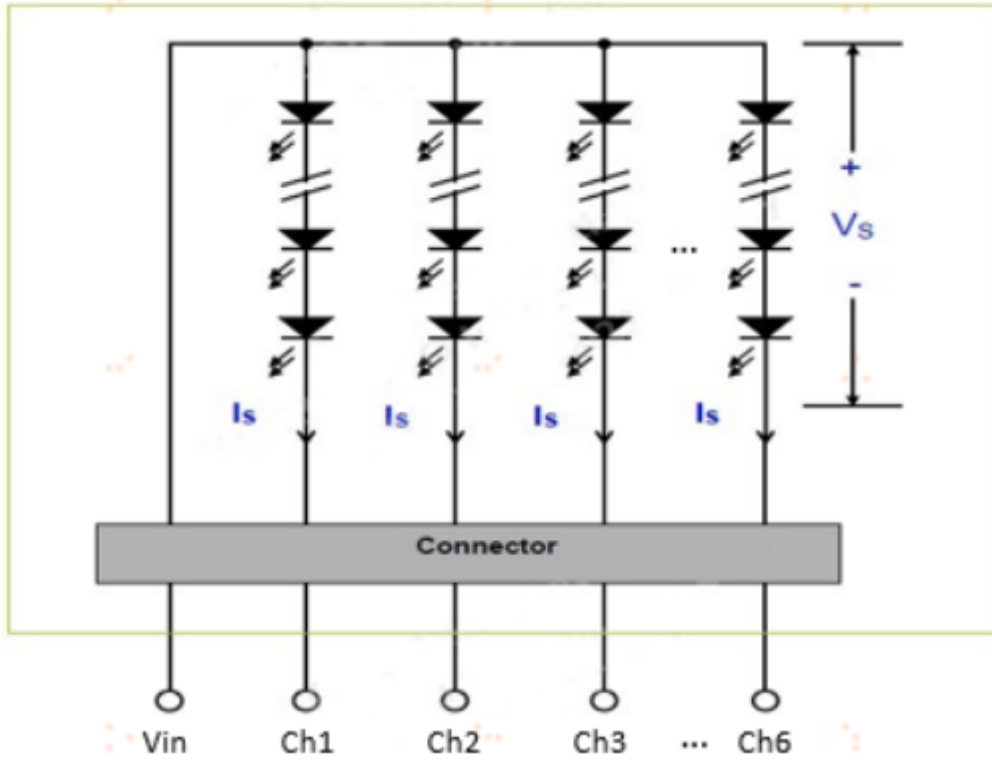 +
Vs
...
-
Is Is Is Is
Connector
Vin Ch1 Ch2 Ch3 ... Ch6